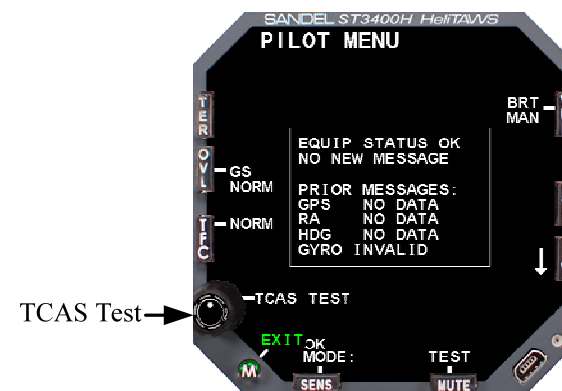 SANDEL ST3400H HeliTAWS
PILOT MENU
TER
BRT
MAN
EQUIP STATUS OK
NO NEW MESSAGE
OVL
GS
NORM
PRIOR MESSAGES:
GPS NO DATA
RA NO DATA
HDG NO DATA
GYRO INVALID
TFC
NORM
TCAS TEST
TCAS Test
EXIT
OK
MODE:
TEST
M
SENS
MUTE